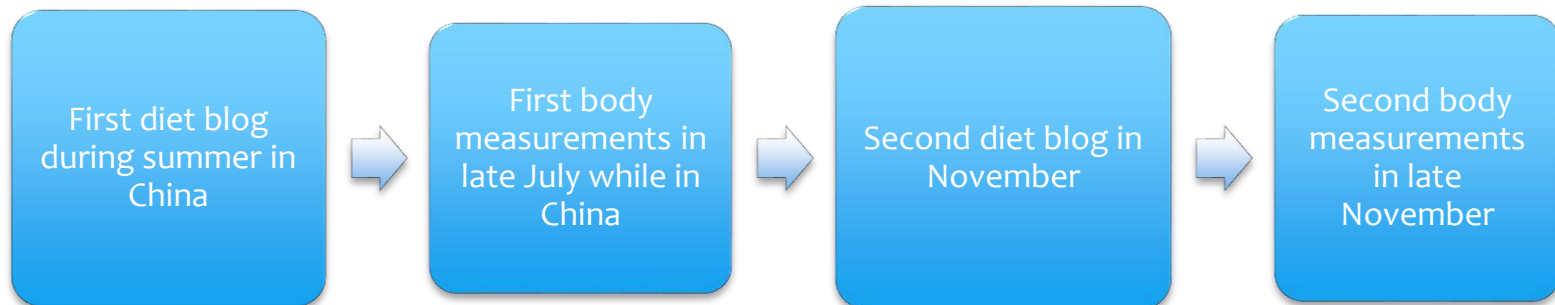 First diet blog
during summer in
China
First body
measurements in
late July while in
China
Second diet blog in
November
Second body
measurements
in late
November